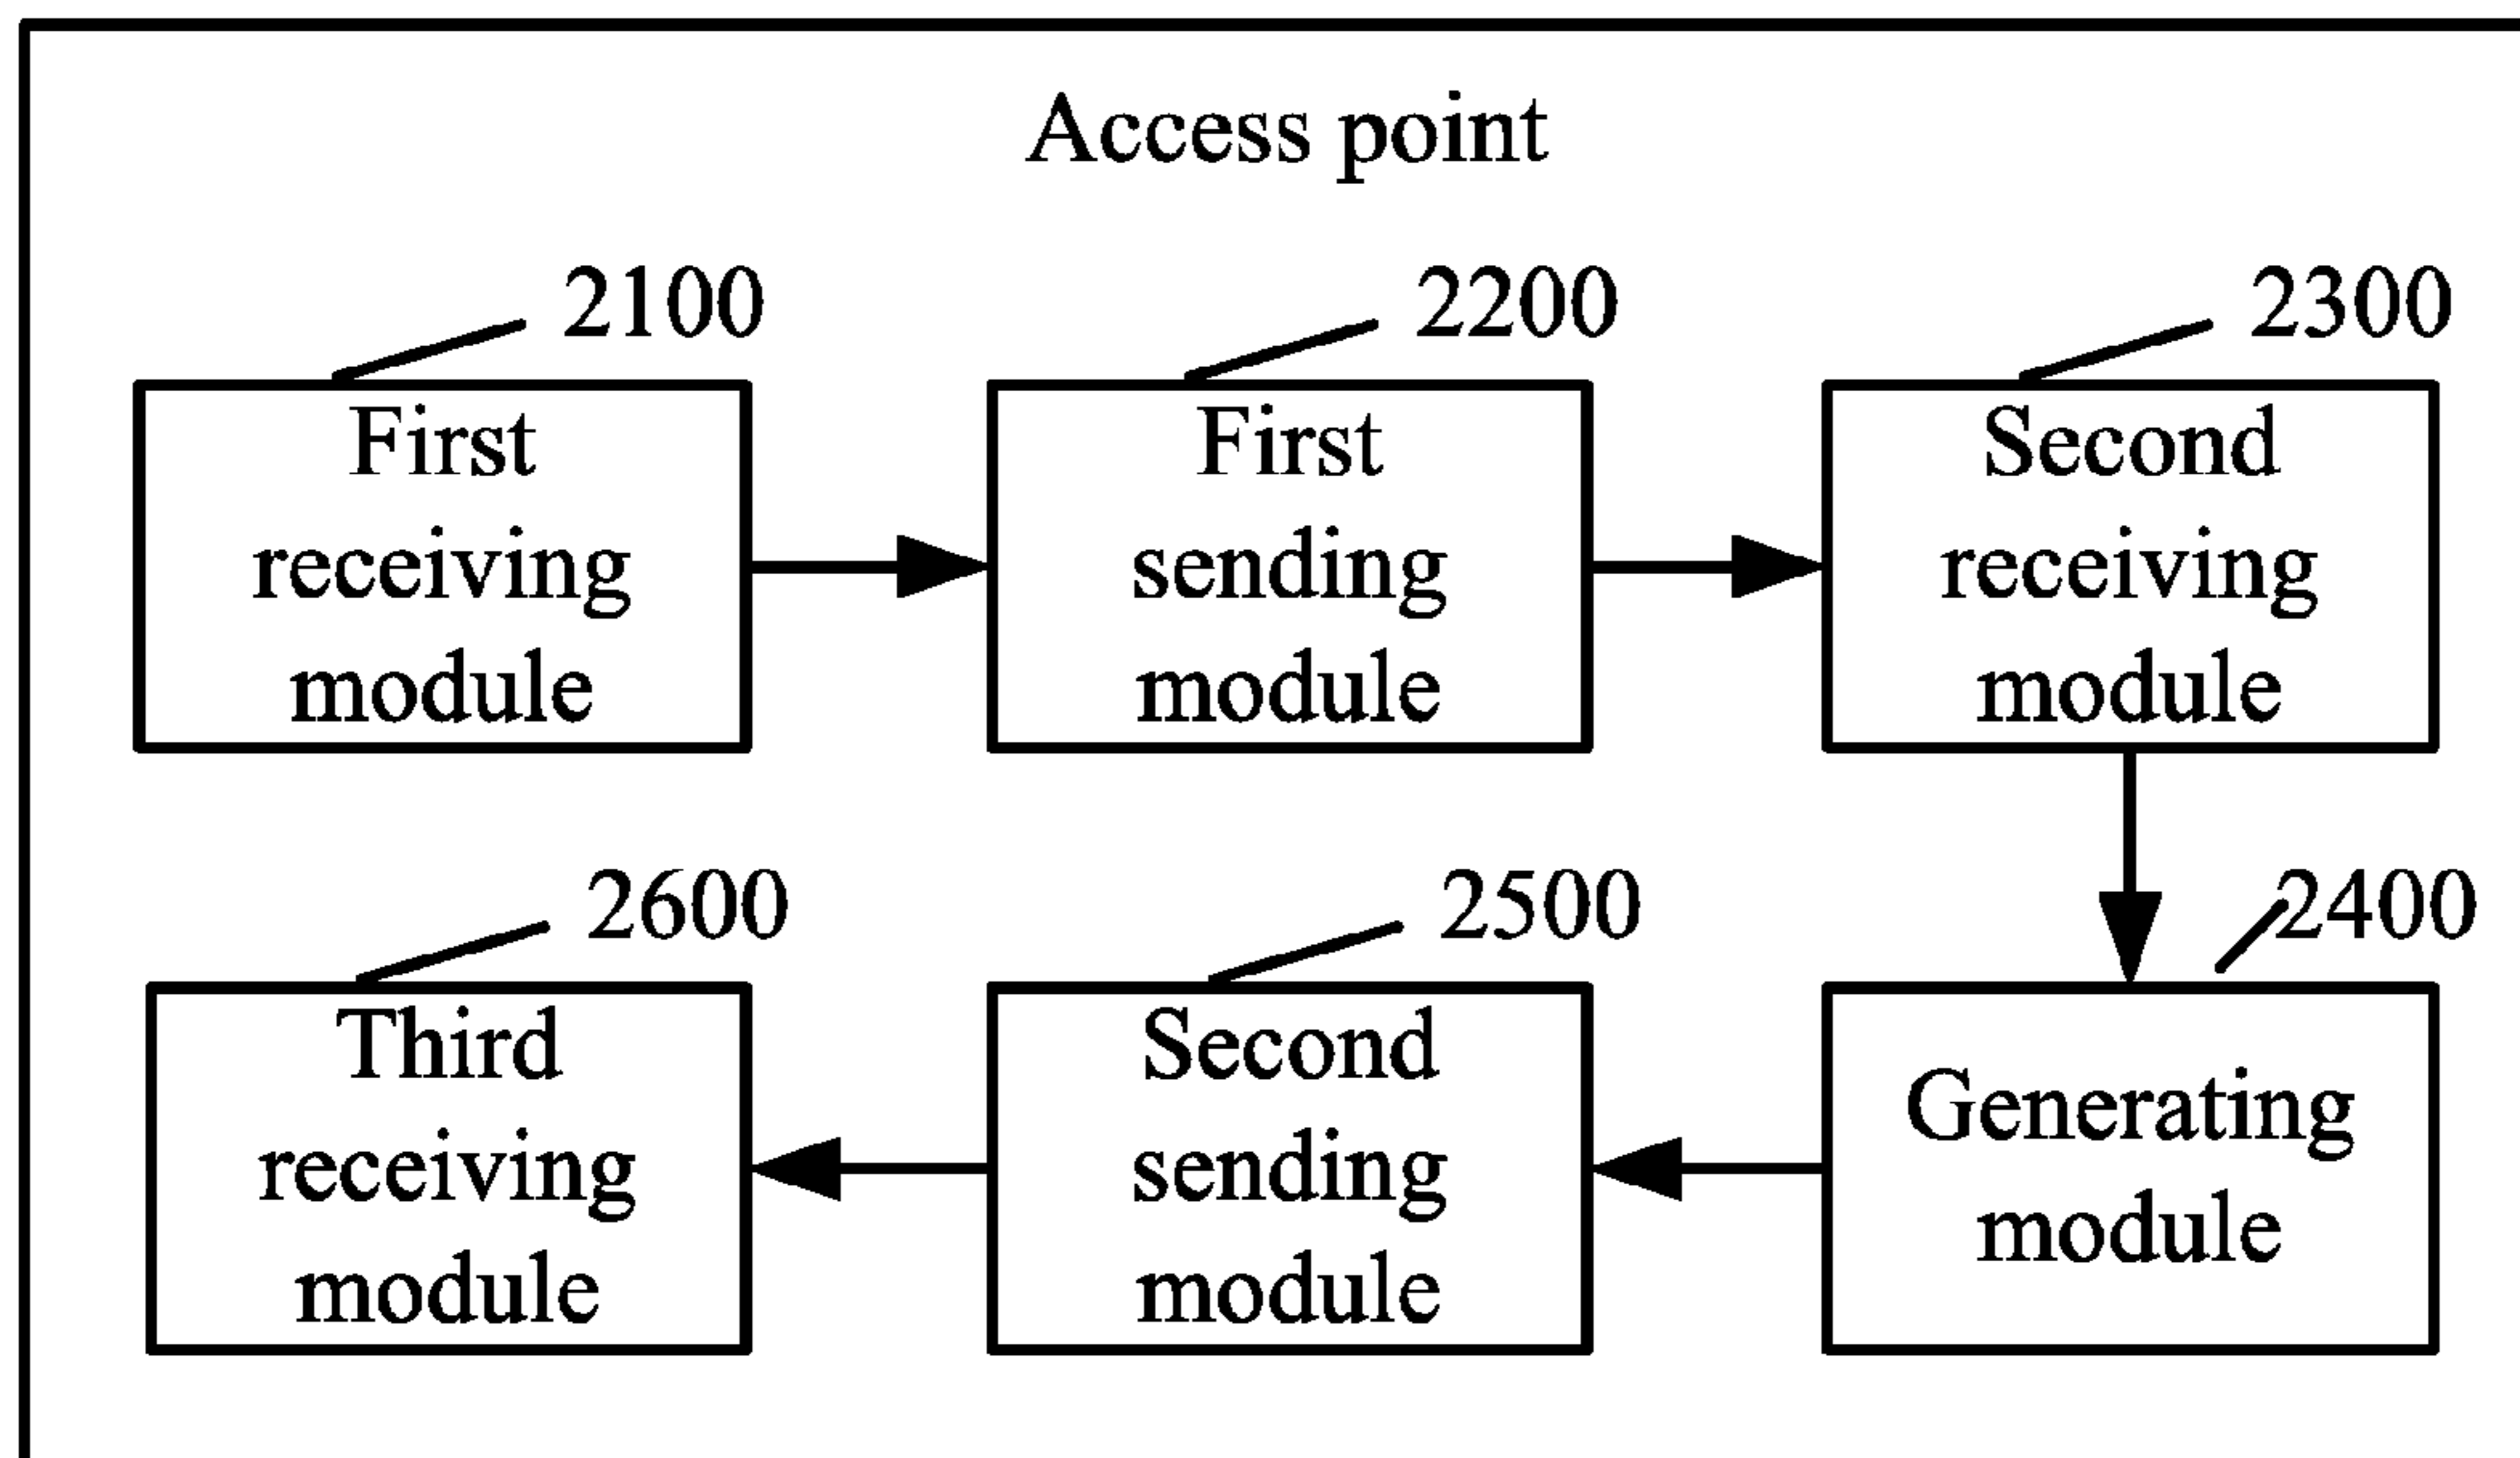 Access point
2100
2200
2300
First
receiving
module
First
sending
module
Second
receiving
module
2600
2500
2400
Third
receiving
module
Second
sending
module
Generating
module